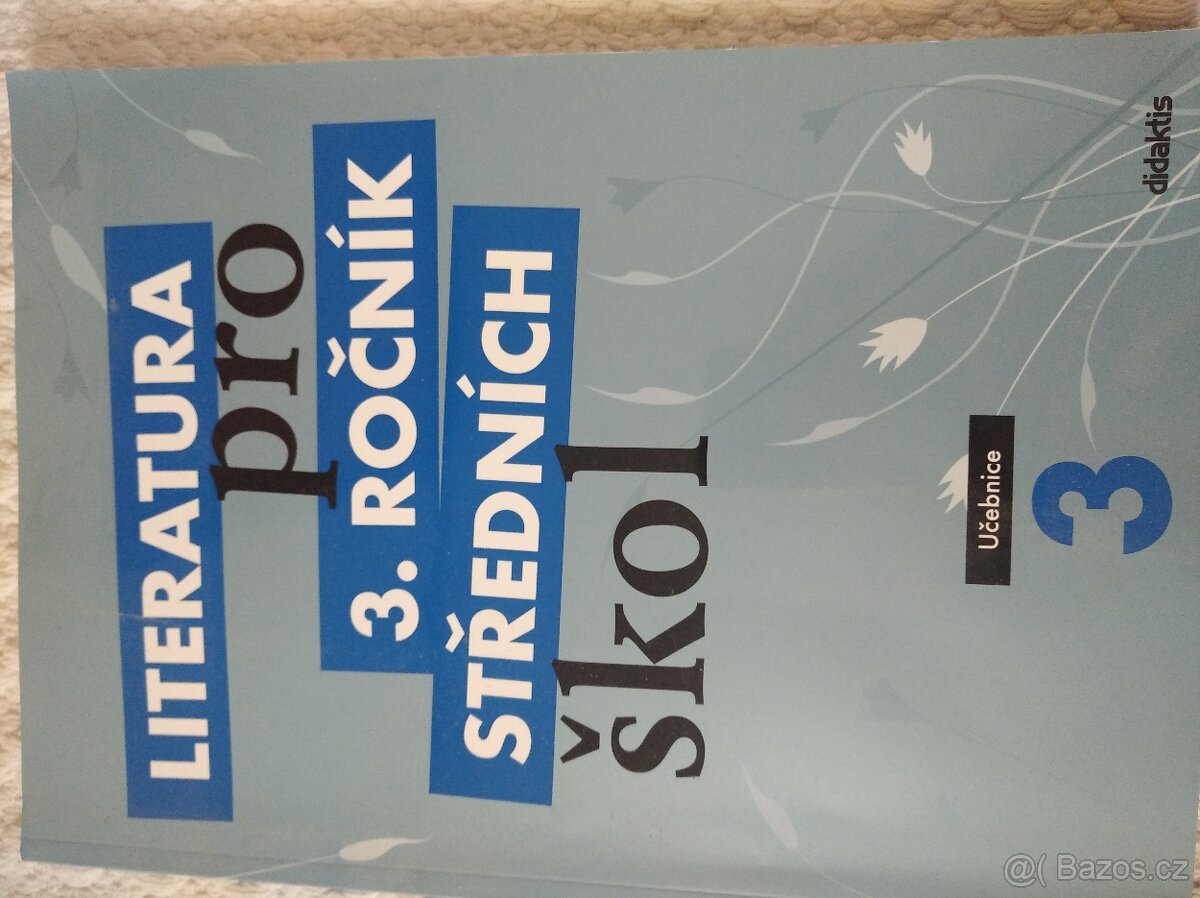 LITERATURA
pro
3. ROČNÍK
STŘEDNÍCH
škol
Učebnice
3
didaktis
@( Bazos.cz